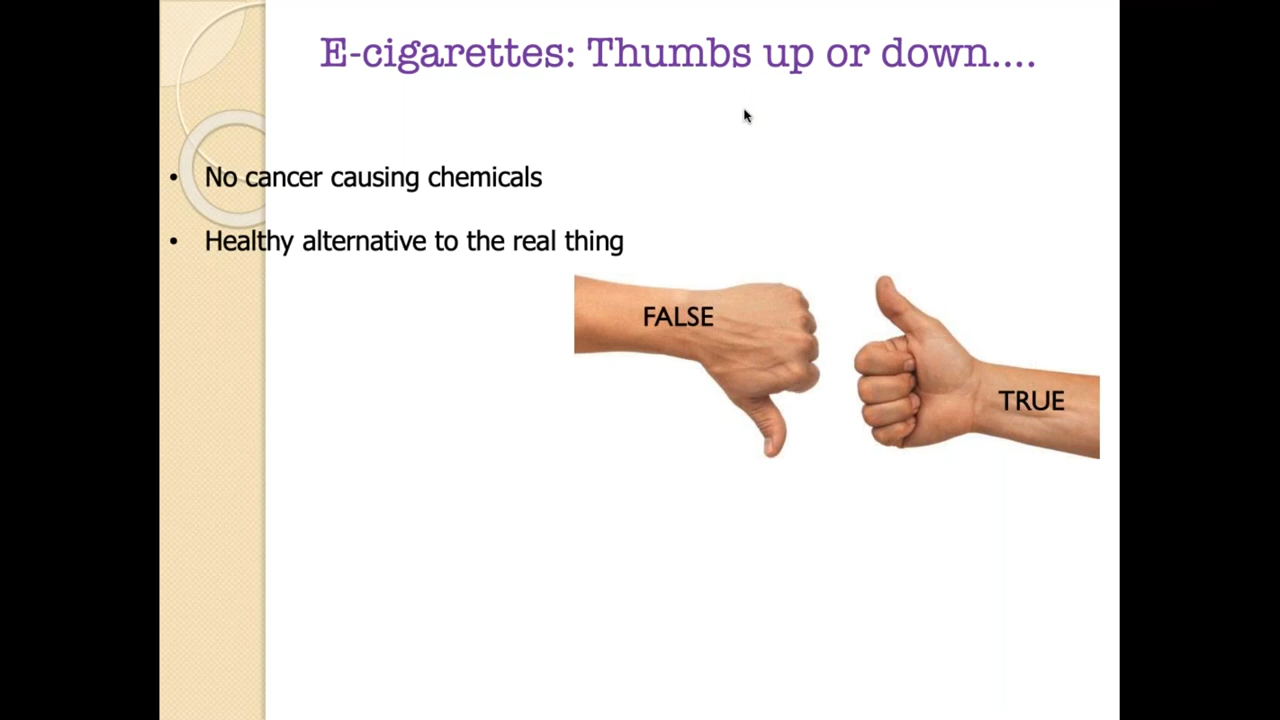 E-cigarettes: Thumbs up or down....
• No cancer causing chemicals
• Healthy alternative to the real thing
FALSE
TRUE